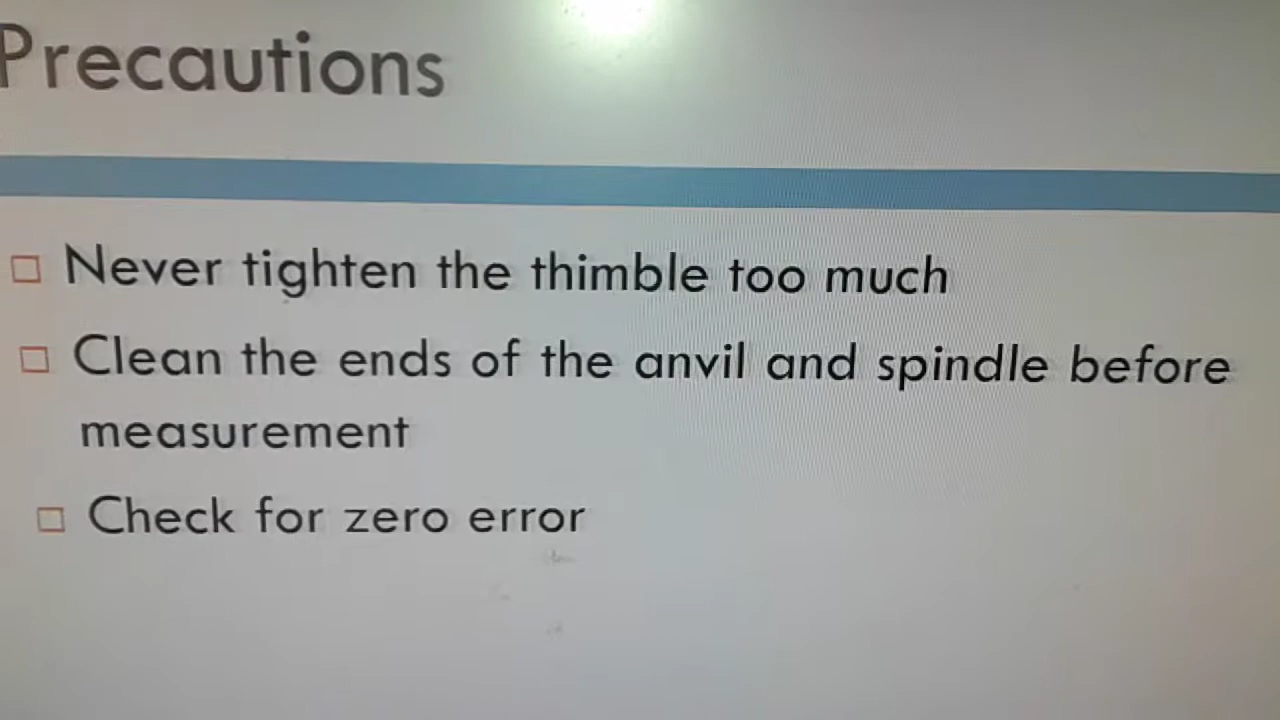 Precautions
Never tighten the thimble too much
Clean the ends of the anvil and spindle before
measurement
Check for zero error